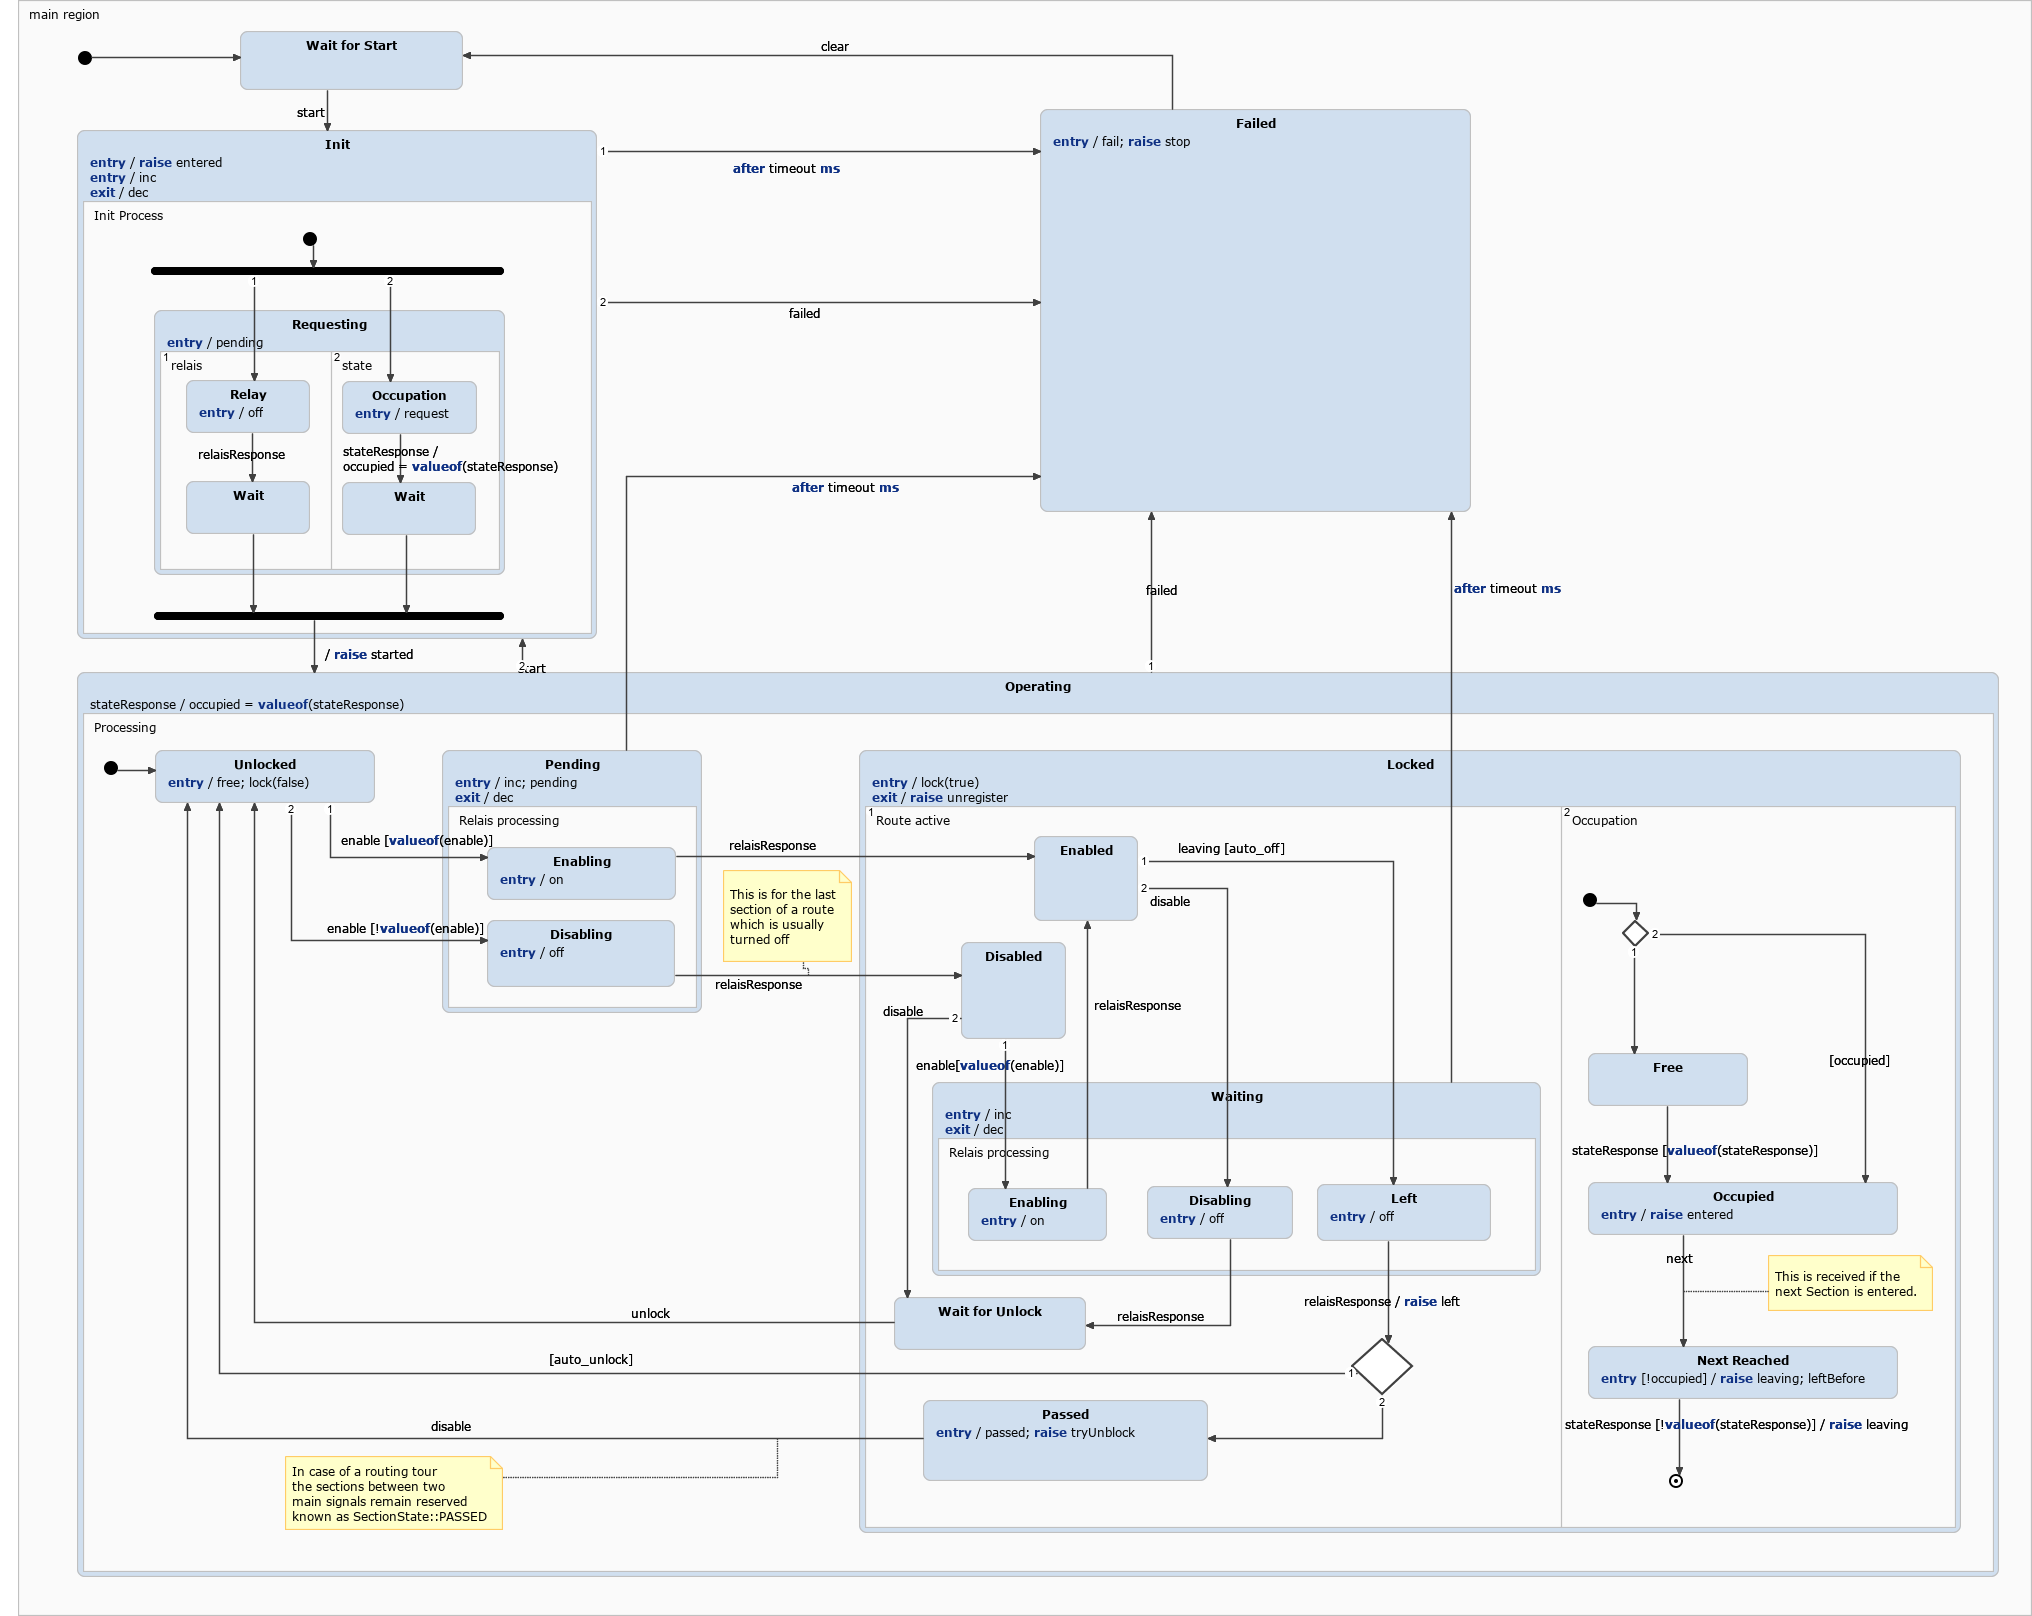 main region
Wait for Start
clear
start
Failed
entry / fail; raise stop
Init
entry / raise entered
entry / inc
exit / dec
1
after timeout ms
Init Process
1
2
2
failed
Requesting
entry / pending
1
relais
2
state
Relay
entry / off
Occupation
entry / request
relaisResponse
stateResponse /
occupied = valueof(stateResponse)
Wait
Wait
after timeout ms
failed
after timeout ms
/ raise started
2
1
Operating
stateResponse / occupied = valueof(stateResponse)
Processing
Unlocked
entry / free; lock(false)
2
1
enable [valueof(enable)]
enable [!valueof(enable)]
Pending
entry / inc; pending
exit / dec
Relais processing
Enabling
entry / on
Disabling
entry / off
relaisResponse
This is for the last
section of a route
which is usually
turned off
relaisResponse
Locked
entry / lock(true)
exit / raise unregister
1
Route active
2
Occupation
Enabled
1
leaving [auto_off]
2
disable
Disabled
disable
2
1
relaisResponse
enable[valueof(enable)]
Waiting
entry / inc
exit / dec
Relais processing
Enabling
entry / on
Disabling
entry / off
Left
entry / off
2
1
Free
[occupied]
stateResponse [valueof(stateResponse)]
Occupied
entry / raise entered
next
This is received if the
next Section is entered.
Next Reached
entry [!occupied] / raise leaving; leftBefore
stateResponse [!valueof(stateResponse)] / raise leaving
Wait for Unlock
relaisResponse
relaisResponse / raise left
unlock
[auto_unlock]
1
2
Passed
entry / passed; raise tryUnblock
disable
In case of a routing tour
the sections between two
main signals remain reserved
known as SectionState::PASSED